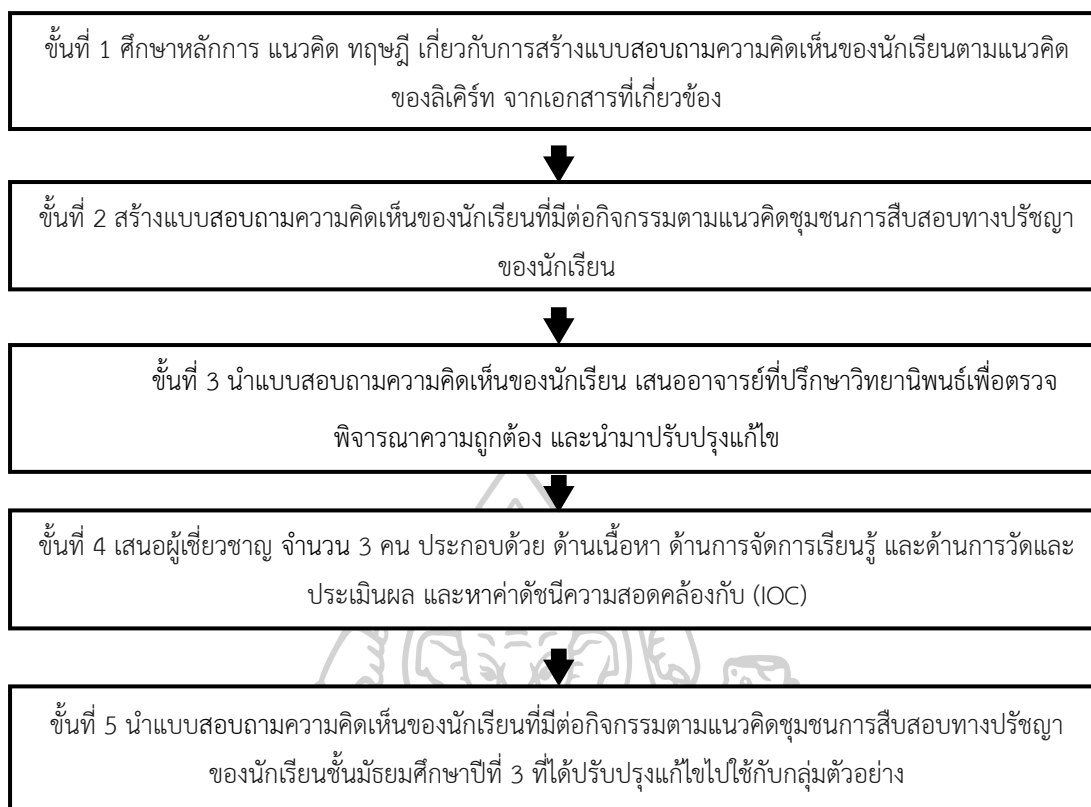 ขั้นที่ 1 ศึกษาหลักการ แนวคิด ทฤษฎี เกี่ยวกับการสร้างแบบสอบถามความคิดเห็นของนักเรียนตามแนวคิด
ของลิเคิร์ท จากเอกสารที่เกี่ยวข้อง
ขั้นที่ 2 สร้างแบบสอบถามความคิดเห็นของนักเรียนที่มีต่อกิจกรรมตามแนวคิดชุมชนการสืบสอบทางปรัชญา
ของนักเรียน
ขั้นที่ 3 นำแบบสอบถามความคิดเห็นของนักเรียน เสนออาจารย์ที่ปรึกษาวิทยานิพนธ์เพื่อตรวจ
พิจารณาความถูกต้อง และนำมาปรับปรุงแก้ไข
ขั้นที่ 4 เสนอผู้เชี่ยวชาญ จำนวน 3 คน ประกอบด้วย ด้านเนื้อหา ด้านการจัดการเรียนรู้ และด้านการวัดและ
ประเมินผล และหาค่าดัชนีความสอดคล้องกับ (IOC)
ขั้นที่ 5 นำแบบสอบถามความคิดเห็นของนักเรียนที่มีต่อกิจกรรมตามแนวคิดชุมชนการสืบสอบทางปรัชญา
ของนักเรียนชั้นมัธยมศึกษาปีที่ 3 ที่ได้ปรับปรุงแก้ไขไปใช้กับกลุ่มตัวอย่าง